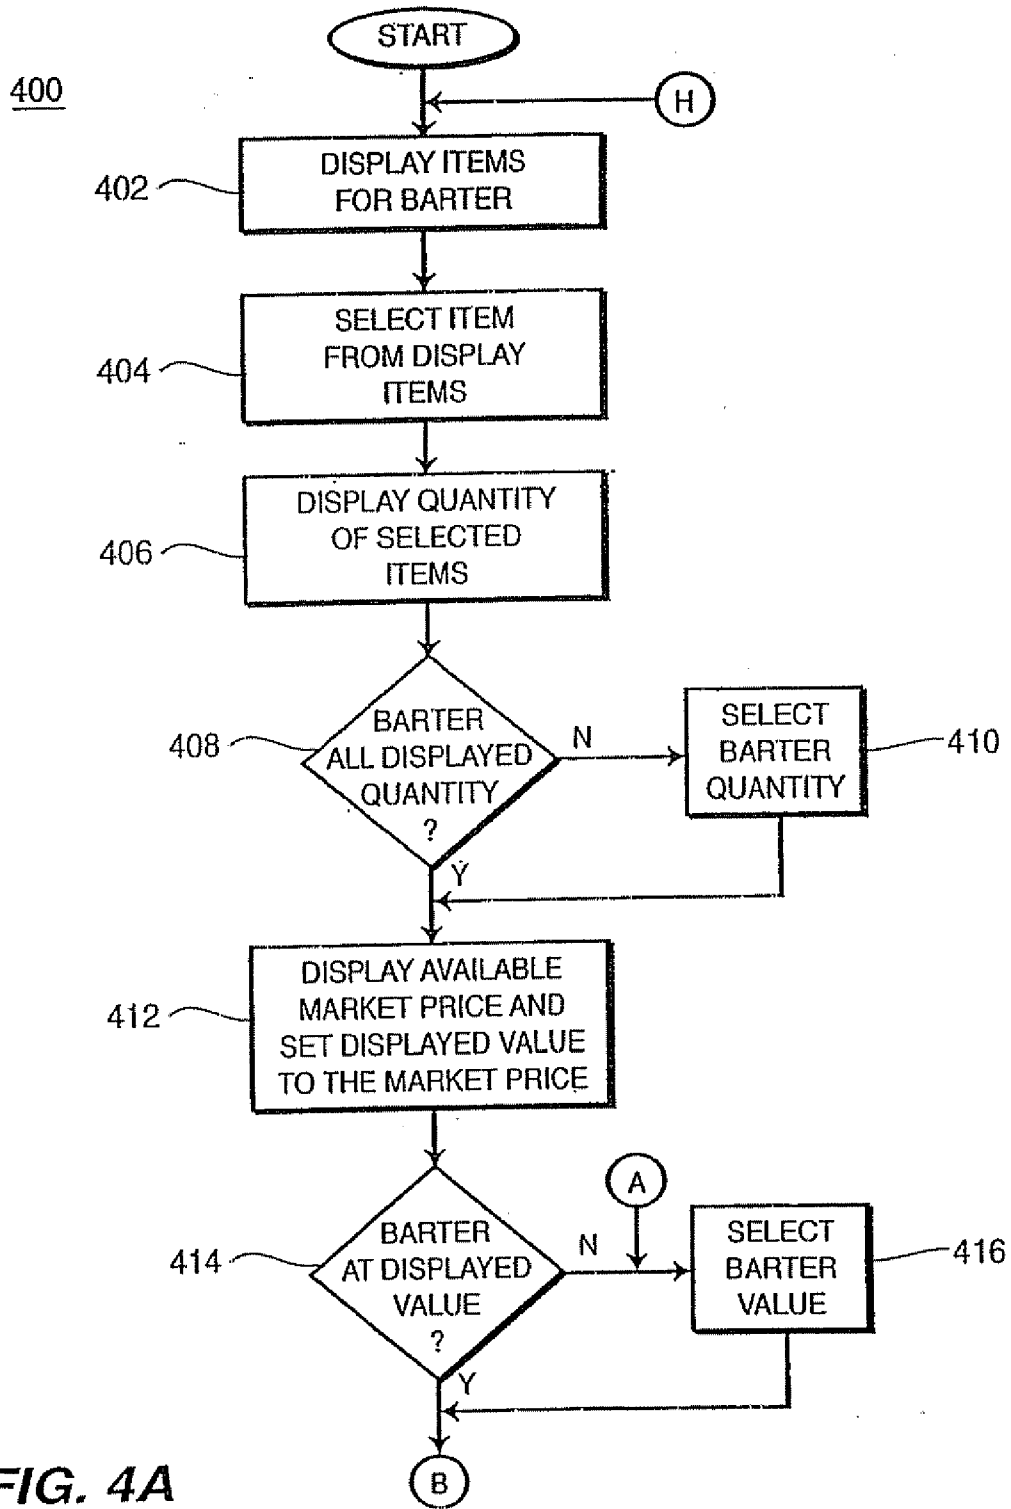 START
400
H
402
DISPLAY ITEMS
FOR BARTER
404
SELECT ITEM
FROM DISPLAY
ITEMS
406
DISPLAY QUANTITY
OF SELECTED
ITEMS
408
BARTER
ALL DISPLAYED
QUANTITY
?
N
SELECT
BARTER
QUANTITY
410
Y
412
DISPLAY AVAILABLE
MARKET PRICE AND
SET DISPLAYED VALUE
TO THE MARKET PRICE
A
414
BARTER
AT DISPLAYED
VALUE
?
N
SELECT
BARTER
VALUE
416
Y
B
FIG. 4A